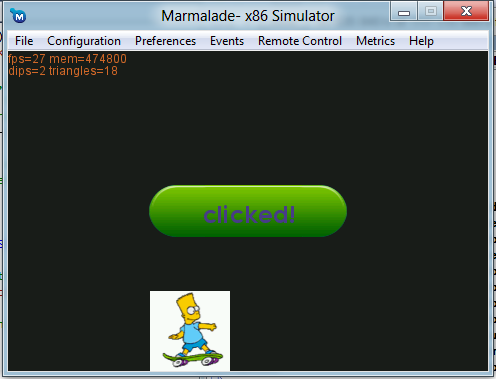 Marmalade- x86 Simulator
File Configuration Preferences Events Remote Control Metrics Help
fps=27 mem=474800
dips=2 triangles=18
clicked!